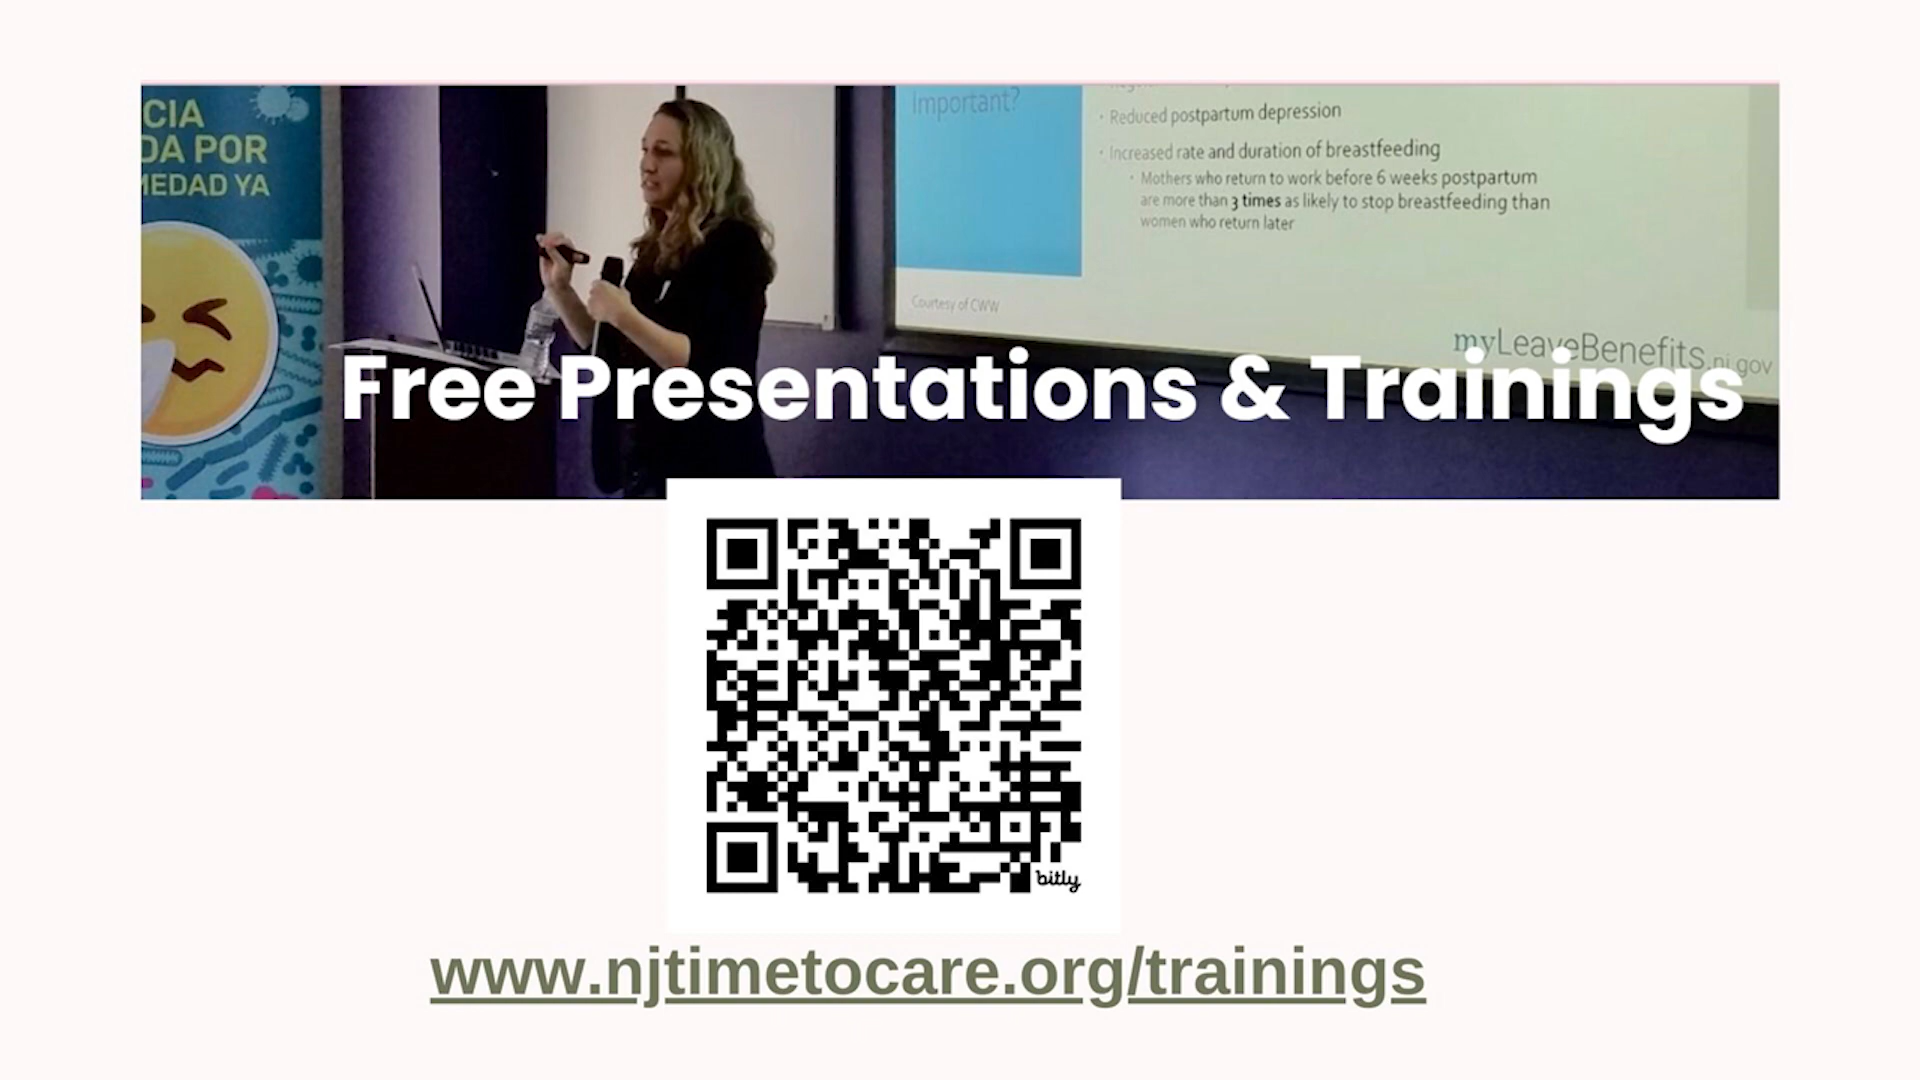 CIA
DA POR
MEDAD YA
Important?
· Reduced postpartum depression
· Increased rate and duration of breastfeeding
· Mothers who return to work before 6 weeks postpartum
are more than 3 times as likely to stop breastfeeding than
women who return later
Courtesy of CWW
myLeaveBenefits.nj.gov
Free Presentations & Trainings
bitly
www.njtimetocare.org/trainings